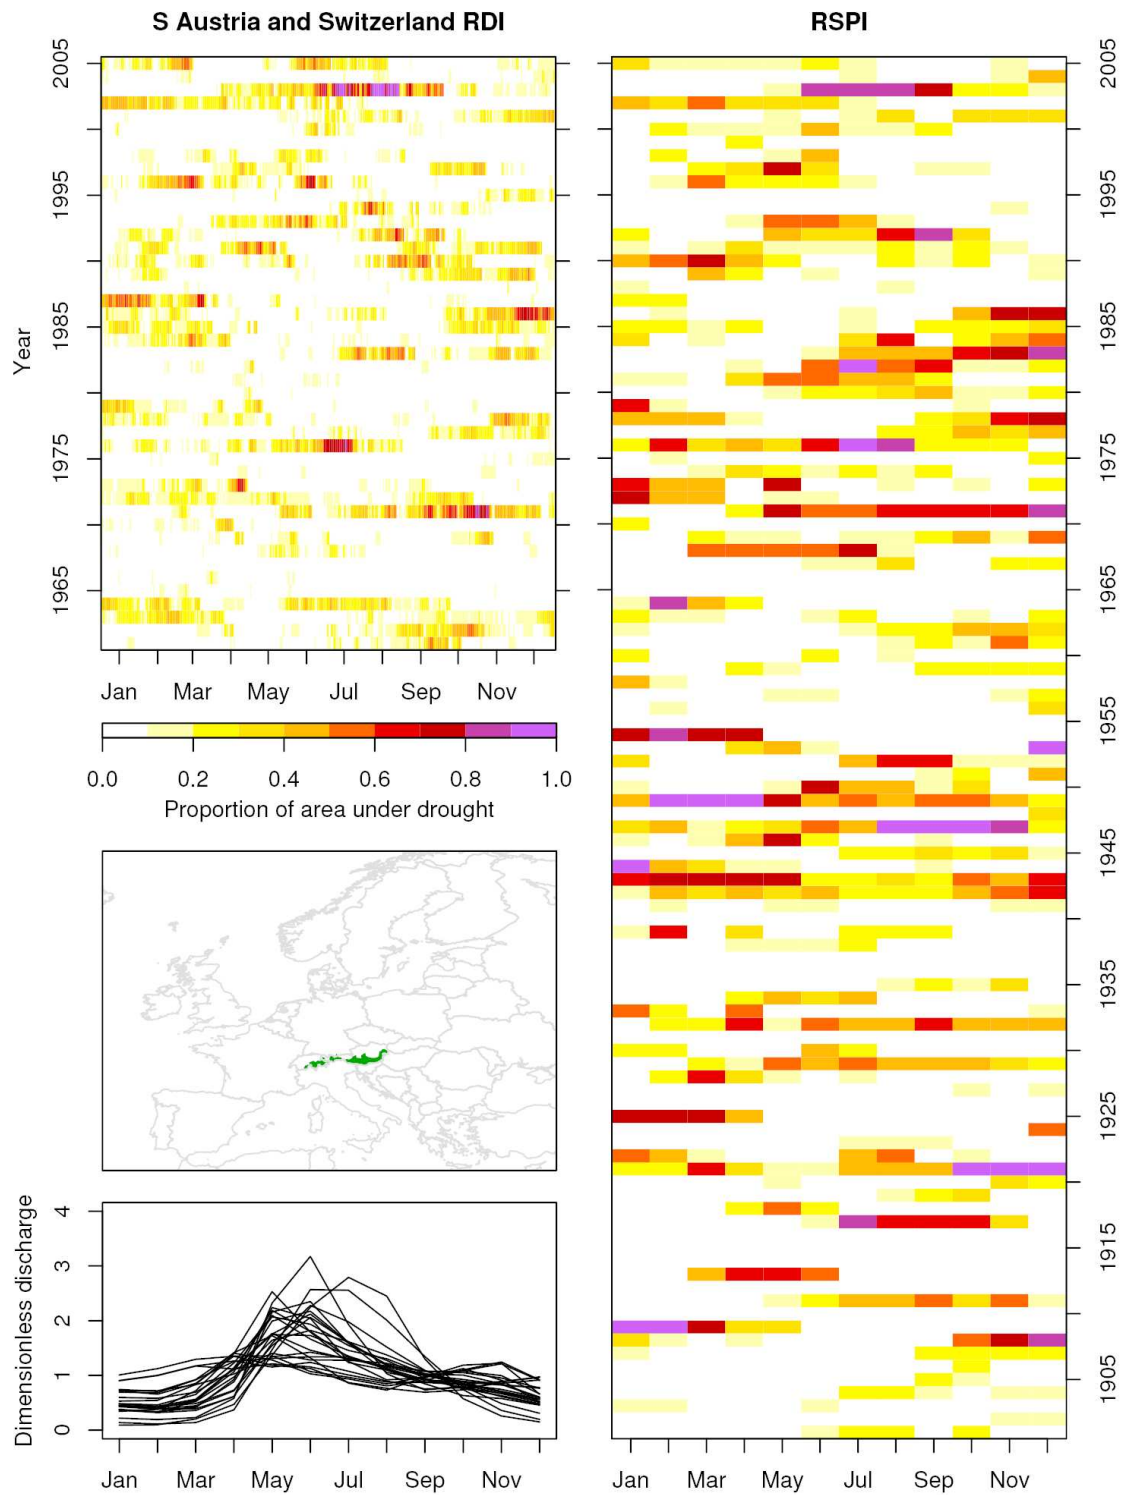 S Austria and Switzerland RDI
RSPI
Year
2005
1995
1985
1975
1965
Jan Mar May Jul Sep Nov
0.0 0.2 0.4 0.6 0.8 1.0
Proportion of area under drought
Dimensionless discharge
4
3
2
1
0
Jan Mar May Jul Sep Nov
2005
1995
1985
1975
1965
1955
1945
1935
1925
1915
1905
Jan Mar May Jul Sep Nov